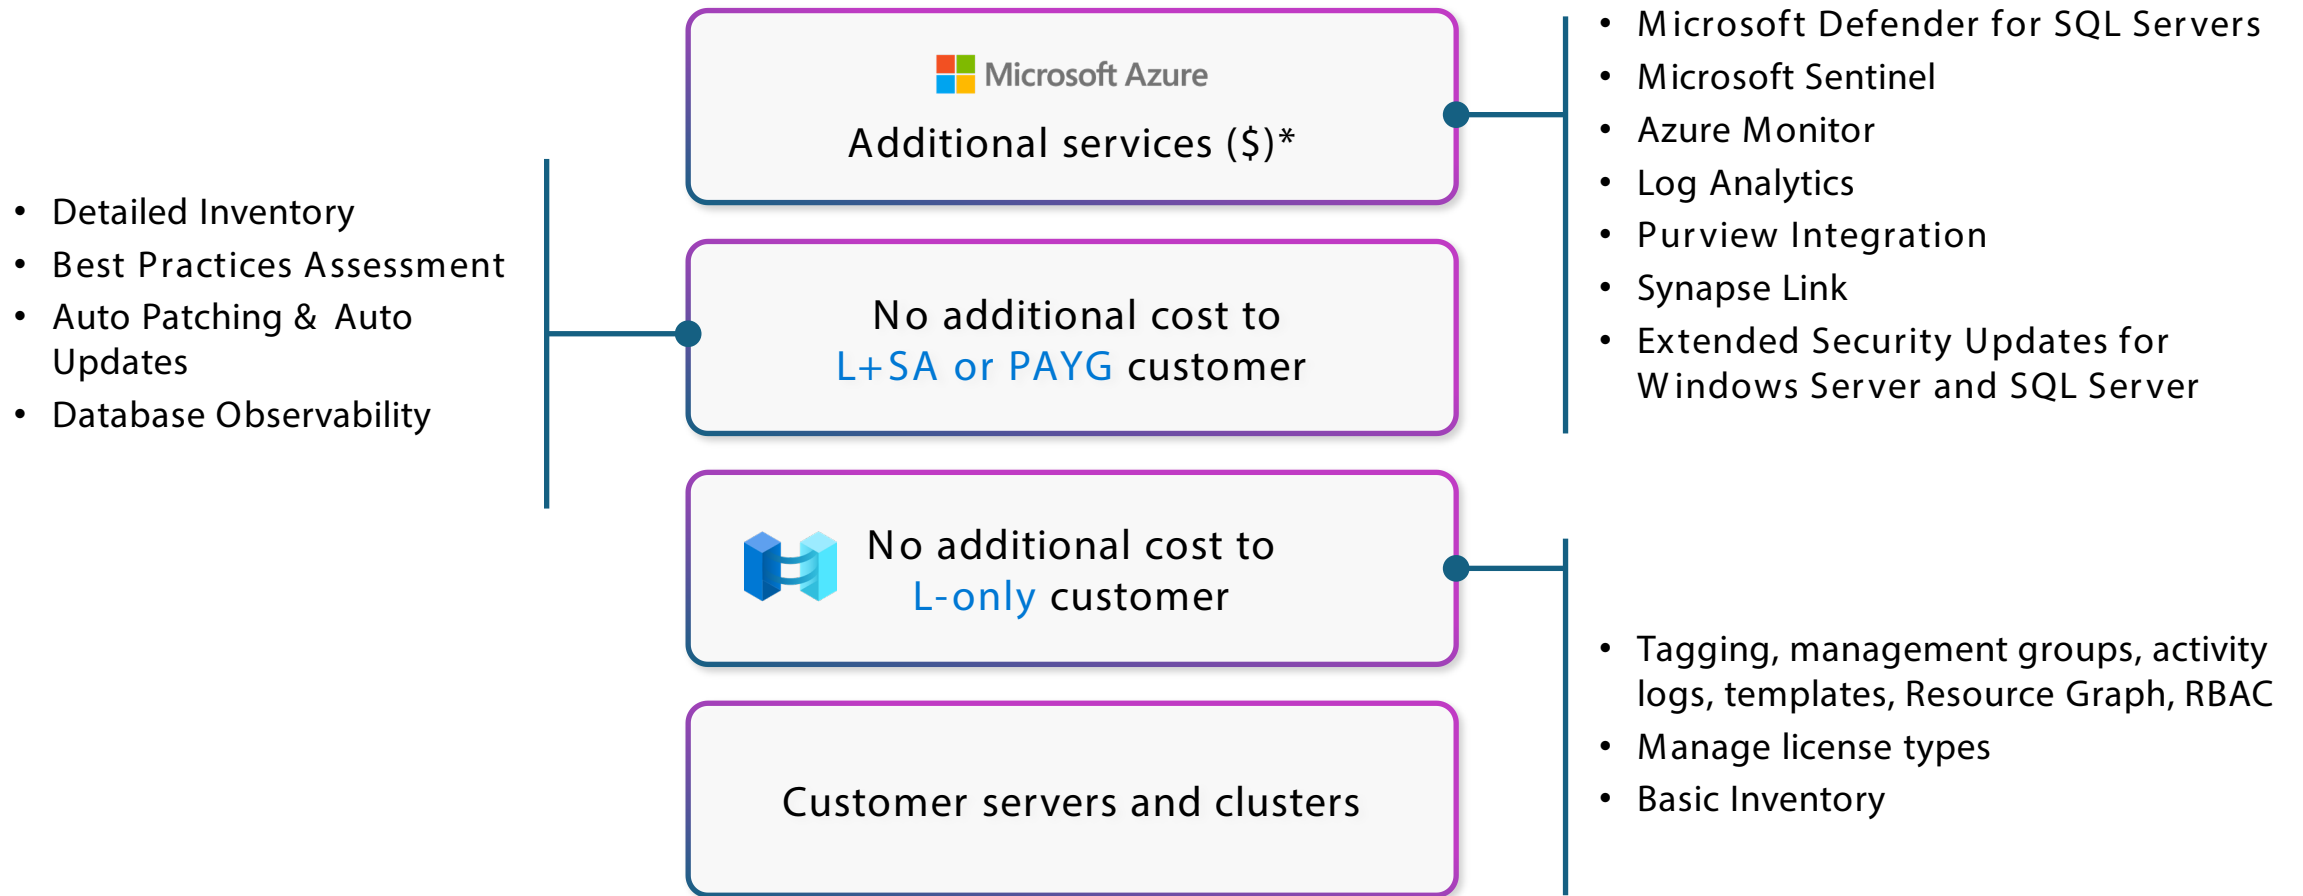 Microsoft Azure
Additional services ($)*
• Microsoft Defender for SQL Servers
• Microsoft Sentinel
• Azure Monitor
• Log Analytics
• Purview Integration
• Synapse Link
• Extended Security Updates for
Windows Server and SQL Server
• Detailed Inventory
• Best Practices Assessment
• Auto Patching & Auto
Updates
• Database Observability
No additional cost to
L+SA or PAYG customer
No additional cost to
L-only customer
• Tagging, management groups, activity
logs, templates, Resource Graph, RBAC
• Manage license types
• Basic Inventory
Customer servers and clusters